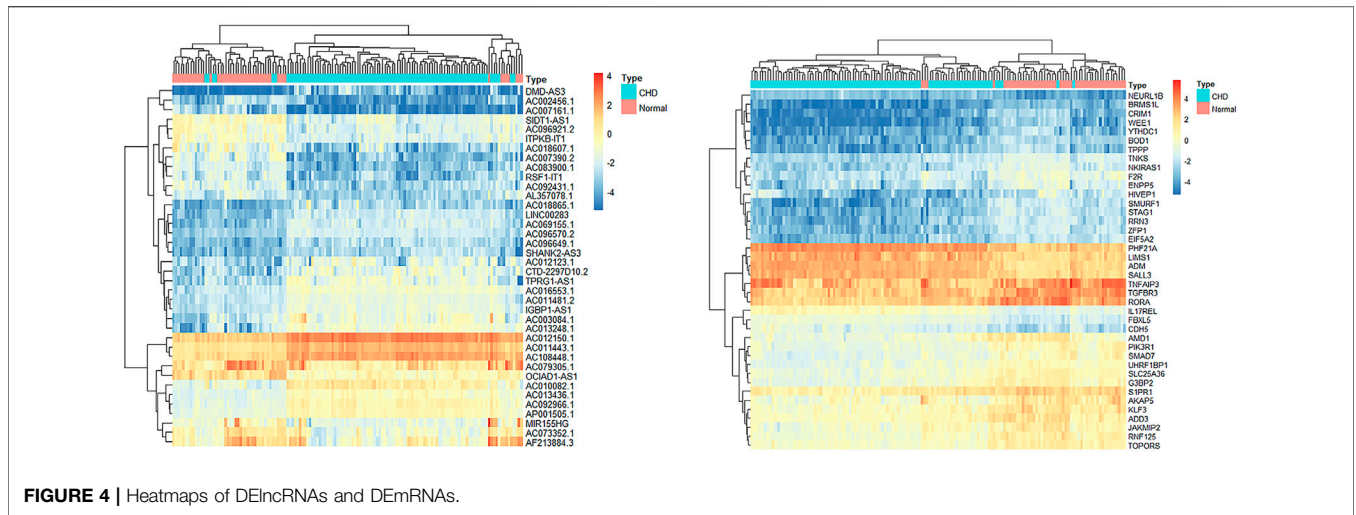 Type
DMD-AS3
AC002456.1
AC007161.1
SIDT1-AS1
AC096921.2
ITPKB-IT1
AC018607.1
AC007390.2
AC083900.1
RSF1-IT1
AC092431.1
AL357078.1
AC018865.1
LINC00283
AC069155.1
AC096570.2
AC096649.1
SHANK2-AS3
AC012123.1
CTD-2297D10.2
TPRG1-AS1
AC016553.1
AC011481.2
IGBP1-AS1
AC003084.1
AC013248.1
AC012150.1
AC011443.1
AC108448.1
AC079305.1
OCIAD1-AS1
AC010082.1
AC013436.1
AC092966.1
AP001505.1
MIR155HG
AC073352.1
AF213884.3
4
2
0
-2
-4
Type
CHD
Normal
Type
NEURL1B
BRMS1L
CRIM1
WEE1
YTHDC1
BOD1
TPPP
TNKS
NKIRAS1
F2R
ENPP5
HIVEP1
SMURF1
STAG1
RRN3
ZFP1
EIF5A2
PHF21A
LIMS1
ADM
SALL3
TNFAIP3
TGFBR3
RORA
IL17REL
FBXL5
CDH5
AMD1
PIK3R1
SMAD7
UHRF1BP1
SLC25A36
G3BP2
S1PR1
AKAP5
KLF3
ADD3
JAKMIP2
RNF125
TOPORS
4
2
0
-2
-4
Type
CHD
Normal
FIGURE 4 | Heatmaps of DElncRNAs and DEmRNAs.